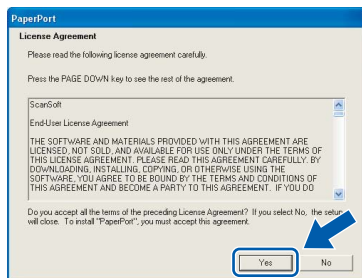 PaperPort
License Agreement
Please read the following license agreement carefully.
Press the PAGE DOWN key to see the rest of the agreement.
ScanSoft
End-User License Agreement
THE SOFTWARE AND MATERIALS PROVIDED WITH THIS AGREEMENT ARE
LICENSED, NOT SOLD, AND AVAILABLE FOR USE ONLY UNDER THE TERMS OF
THIS LICENSE AGREEMENT. PLEASE READ THIS AGREEMENT CAREFULLY. BY
DOWNLOADING, INSTALLING, COPYING, OR OTHERWISE USING THE
SOFTWARE, YOU AGREE TO BE BOUND BY THE TERMS AND CONDITIONS OF
THIS AGREEMENT AND BECOME A PARTY TO THIS AGREEMENT. IF YOU DO
Do you accept all the terms of the preceding License Agreement? If you select No, the setup
will close. To install "PaperPort", you must accept this agreement.
Yes No